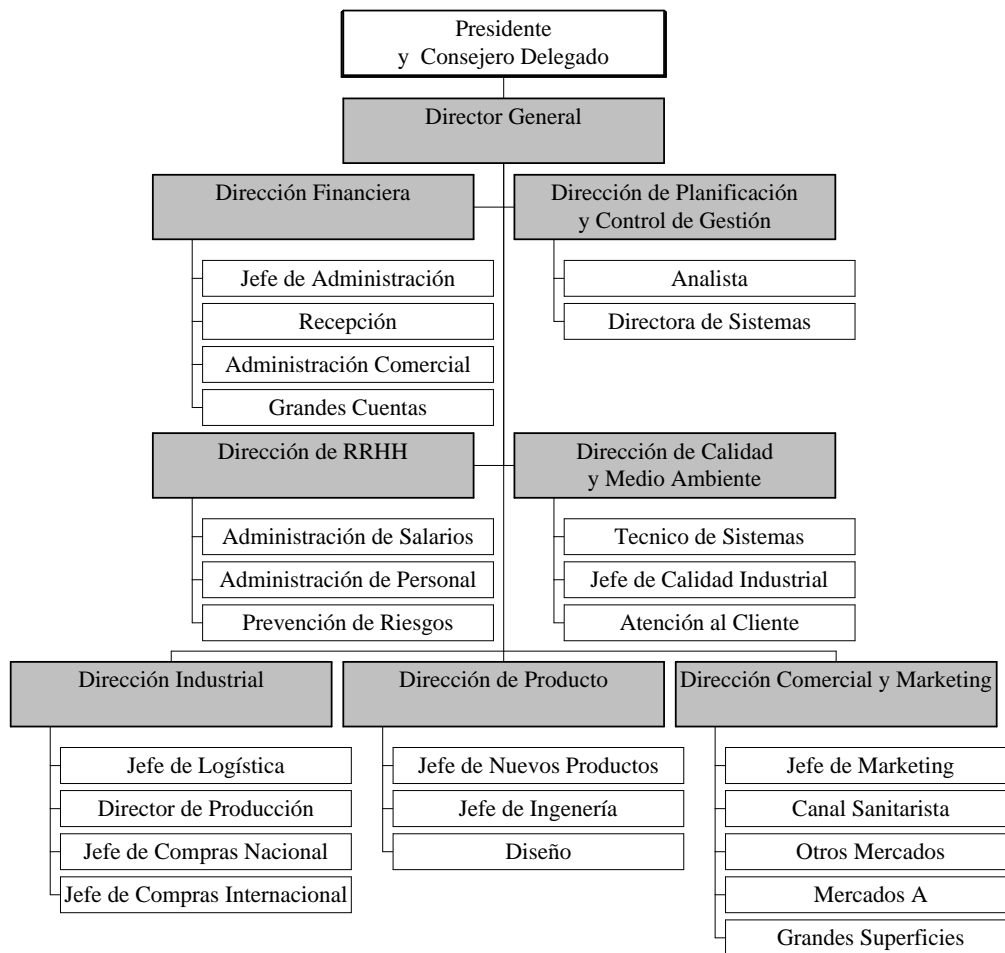 Presidente
y Consejero Delegado
Director General
Dirección Financiera
Dirección de Planificación
y Control de Gestión
Jefe de Administración
Recepción
Administración Comercial
Grandes Cuentas
Analista
Directora de Sistemas
Dirección de RRHH
Dirección de Calidad
y Medio Ambiente
Administración de Salarios
Administración de Personal
Prevención de Riesgos
Tecnico de Sistemas
Jefe de Calidad Industrial
Atención al Cliente
Dirección Industrial
Dirección de Producto
Dirección Comercial y Marketing
Jefe de Logística
Director de Producción
Jefe de Compras Nacional
Jefe de Compras Internacional
Jefe de Nuevos Productos
Jefe de Ingenería
Diseño
Jefe de Marketing
Canal Sanitarista
Otros Mercados
Mercados A
Grandes Superficies